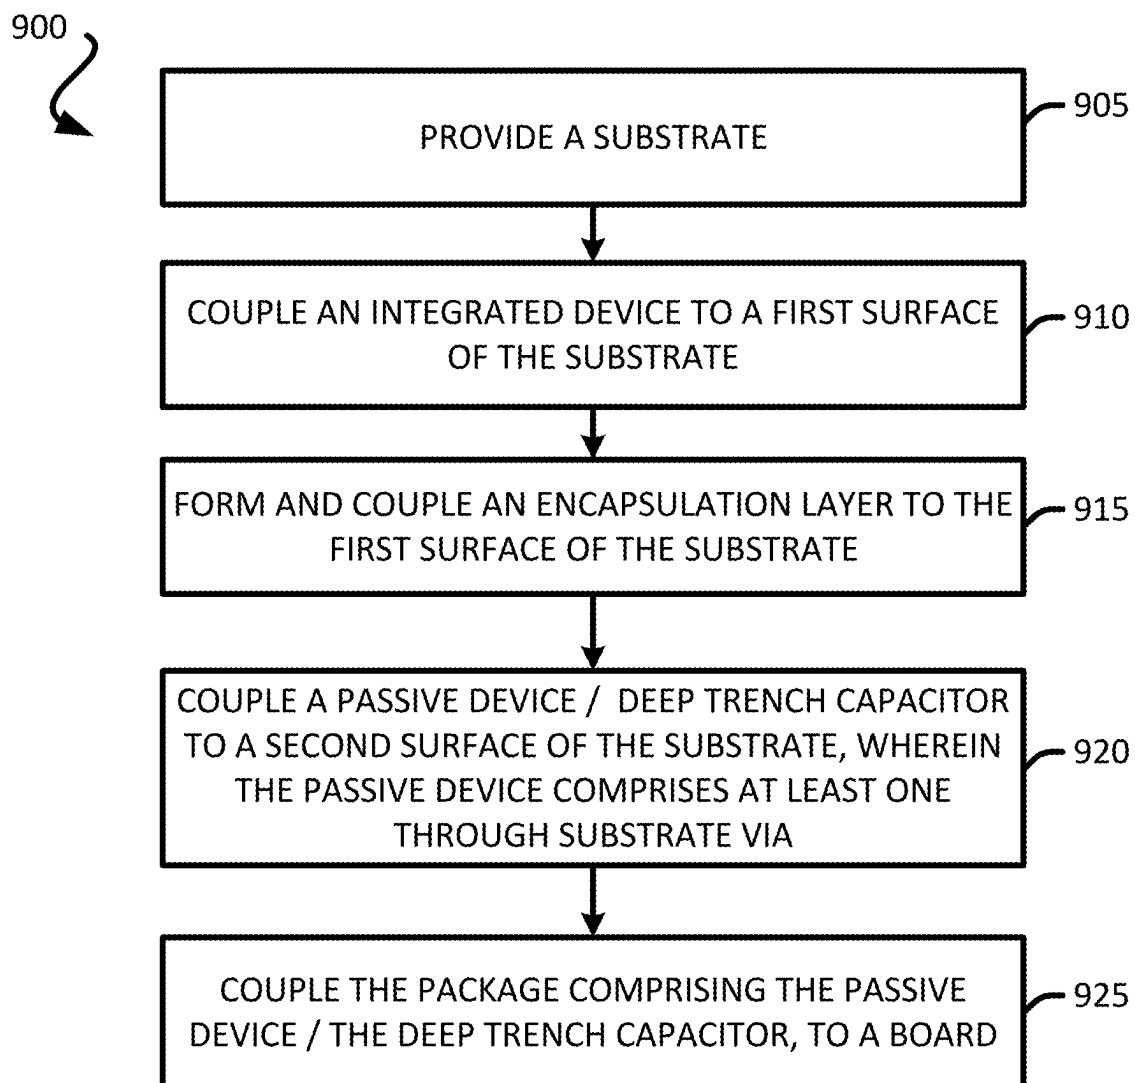 900
PROVIDE A SUBSTRATE
905
COUPLE AN INTEGRATED DEVICE TO A FIRST SURFACE
OF THE SUBSTRATE
910
FORM AND COUPLE AN ENCAPSULATION LAYER TO THE
FIRST SURFACE OF THE SUBSTRATE
915
COUPLE A PASSIVE DEVICE / DEEP TRENCH CAPACITOR
TO A SECOND SURFACE OF THE SUBSTRATE, WHEREIN
THE PASSIVE DEVICE COMPRISES AT LEAST ONE
THROUGH SUBSTRATE VIA
920
COUPLE THE PACKAGE COMPRISING THE PASSIVE
DEVICE / THE DEEP TRENCH CAPACITOR, TO A BOARD
925